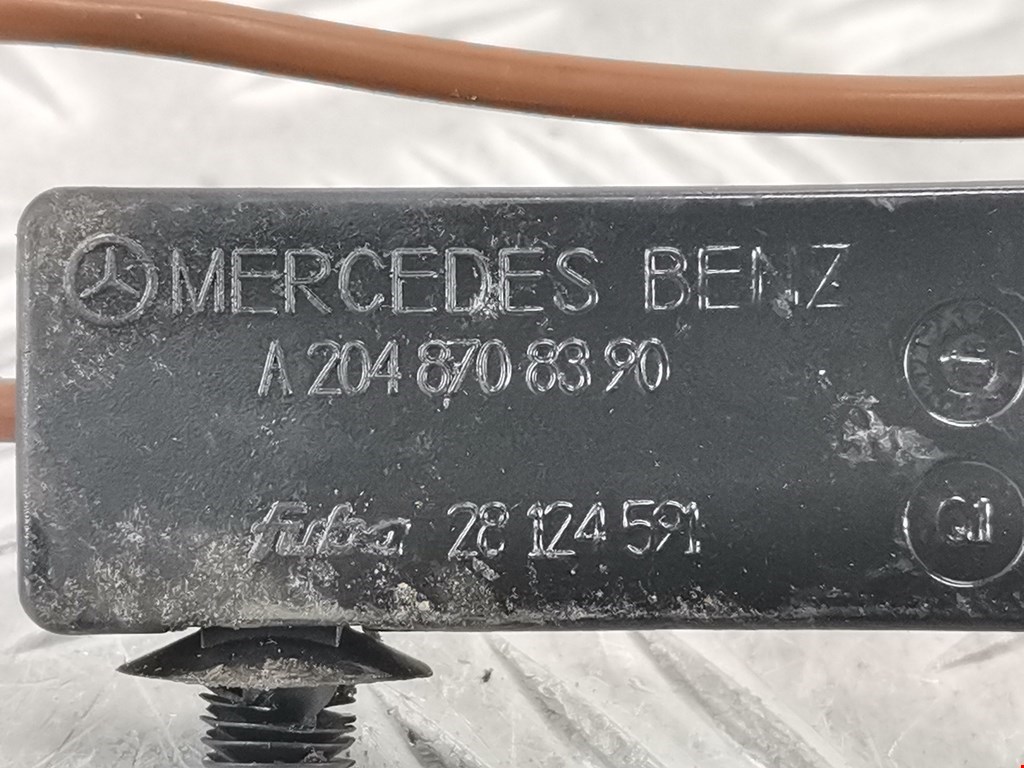 MERCEDES BENZ
A 204 870 83 90
fuba 28 124 591
G1